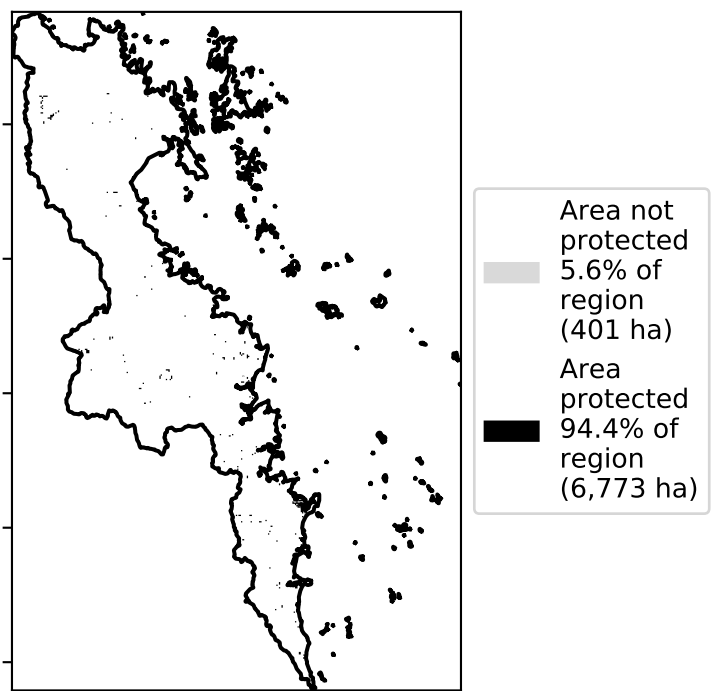 Area not
protected
5.6% of
region
(401 ha)
Area
protected
94.4% of
region
(6,773 ha)